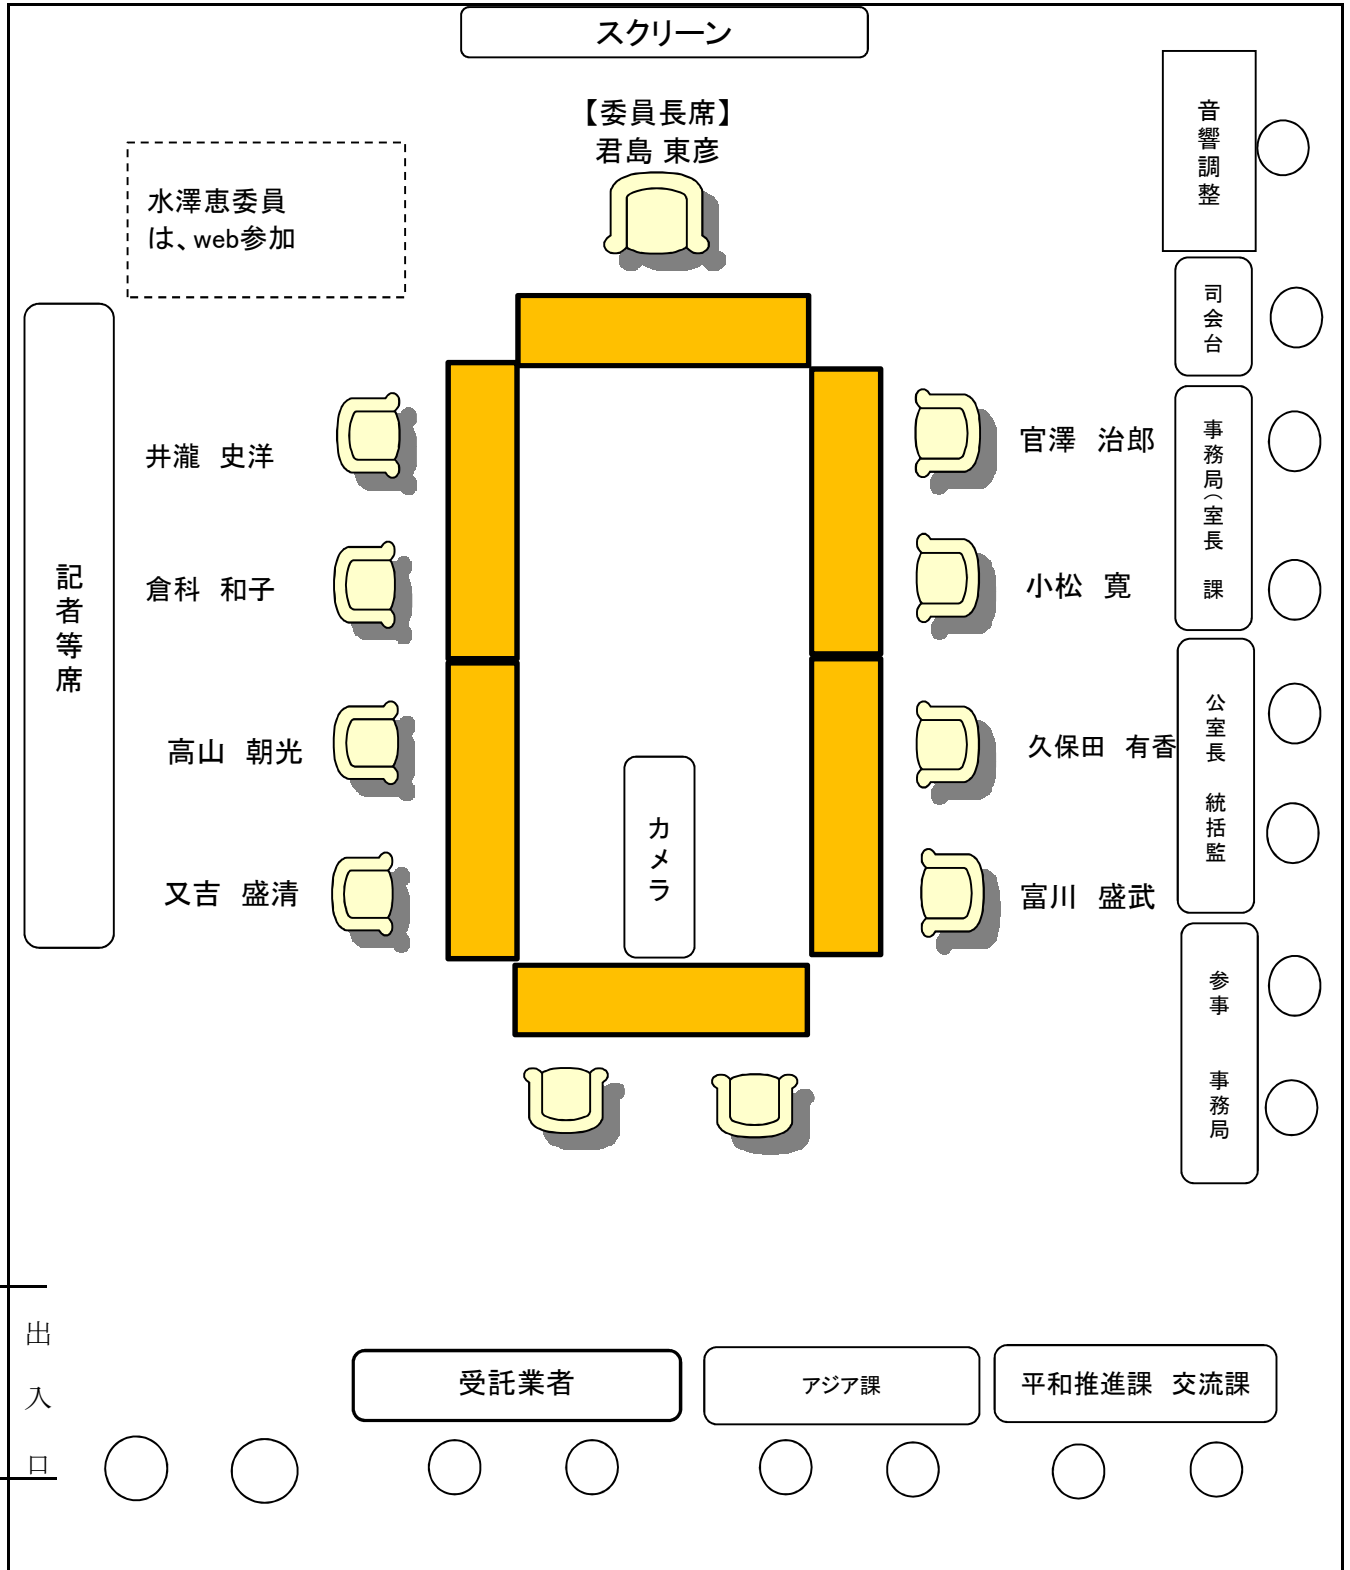 スクリーン
【委員長席】
君島 東彦
水澤恵委員
は、web参加
音響調整
司会台
事務局（室長　課
公室長　統括監
参事　事務局
記者等席
井瀧　史洋
倉科　和子
高山　朝光
又吉　盛清
官澤　治郎
小松　寛
久保田　有香
富川　盛武
カメラ
出入口
受託業者
アジア課
平和推進課　交流課